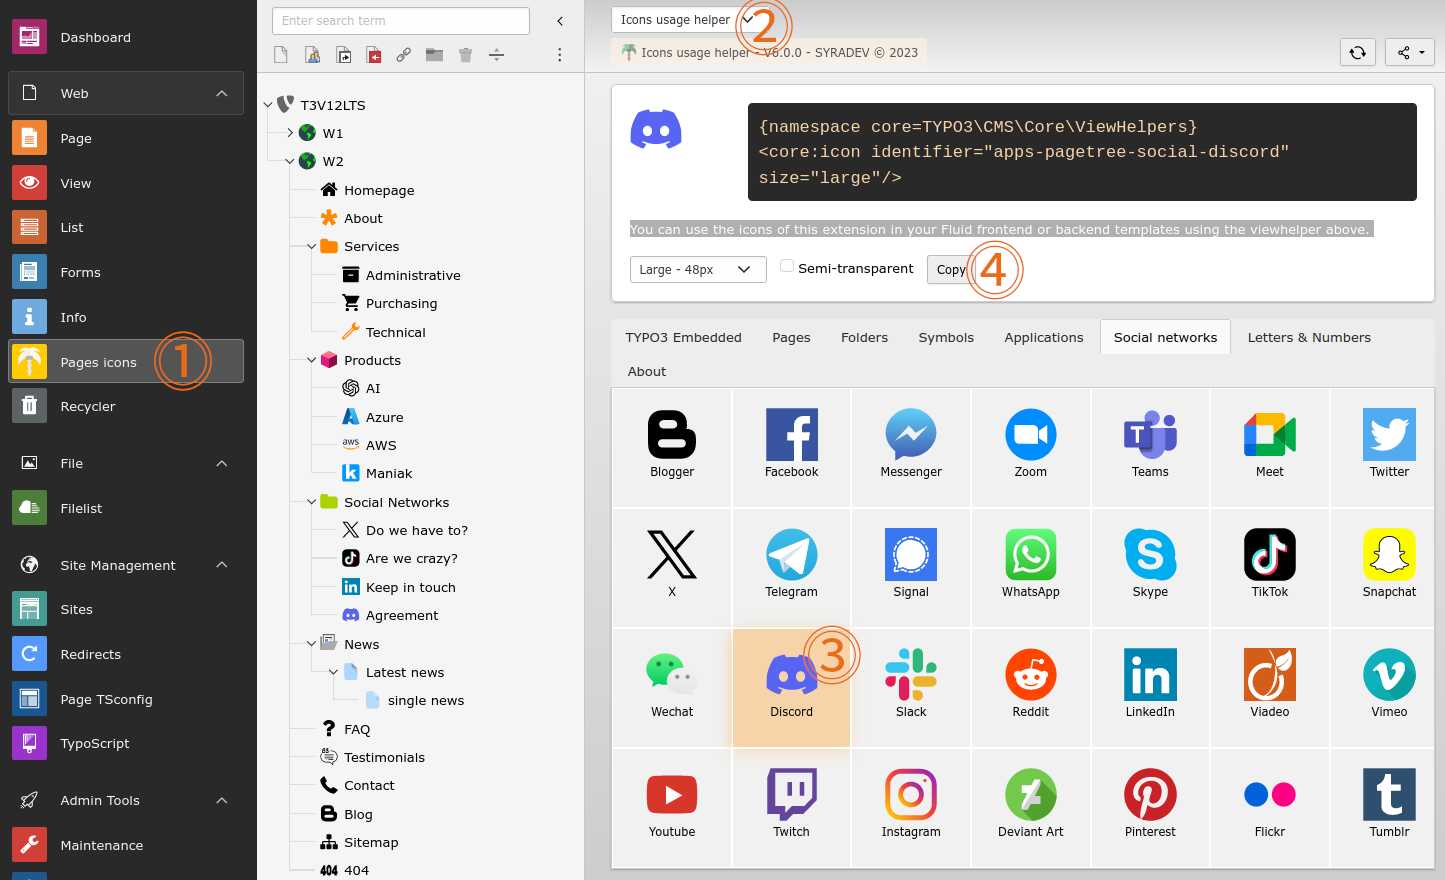 Dashboard
Web
Page
View
List
Forms
Info
Pages icons
1
Recycler
File
Filelist
Site Management
Sites
Redirects
Page TSconfig
TypoScript
Admin Tools
Maintenance
Enter search term
T3V12LTS
W1
W2
Homepage
About
Services
Administrative
Purchasing
Technical
Products
AI
Azure
aws
AWS
Maniak
Social Networks
Do we have to?
Are we crazy?
in
Keep in touch
Agreement
News
Latest news
single news
FAQ
Testimonials
Contact
Blog
Sitemap
404
404
Icons usage helper
2
Icons usage helper - V6.0.0 - SYRADEV © 2023
{namespace core=TYPO3\CMS\Core\ViewHelpers}
<core:icon identifier="apps-pagetree-social-discord"
size="large"/>
You can use the icons of this extension in your Fluid frontend or backend templates using the viewhelper above.
Large - 48px
Semi-transparent
Copy
4
TYPO3 Embedded
Pages
Folders
Symbols
Applications
Social networks
Letters & Numbers
About
Blogger
Facebook
Messenger
Zoom
Teams
Meet
Twitter
X
Telegram
Signal
WhatsApp
Skype
TikTok
Snapchat
3
in
Wechat
Discord
Slack
Reddit
LinkedIn
Viadeo
Vimeo
Youtube
Twitch
Instagram
Deviant Art
Pinterest
Flickr
Tumblr